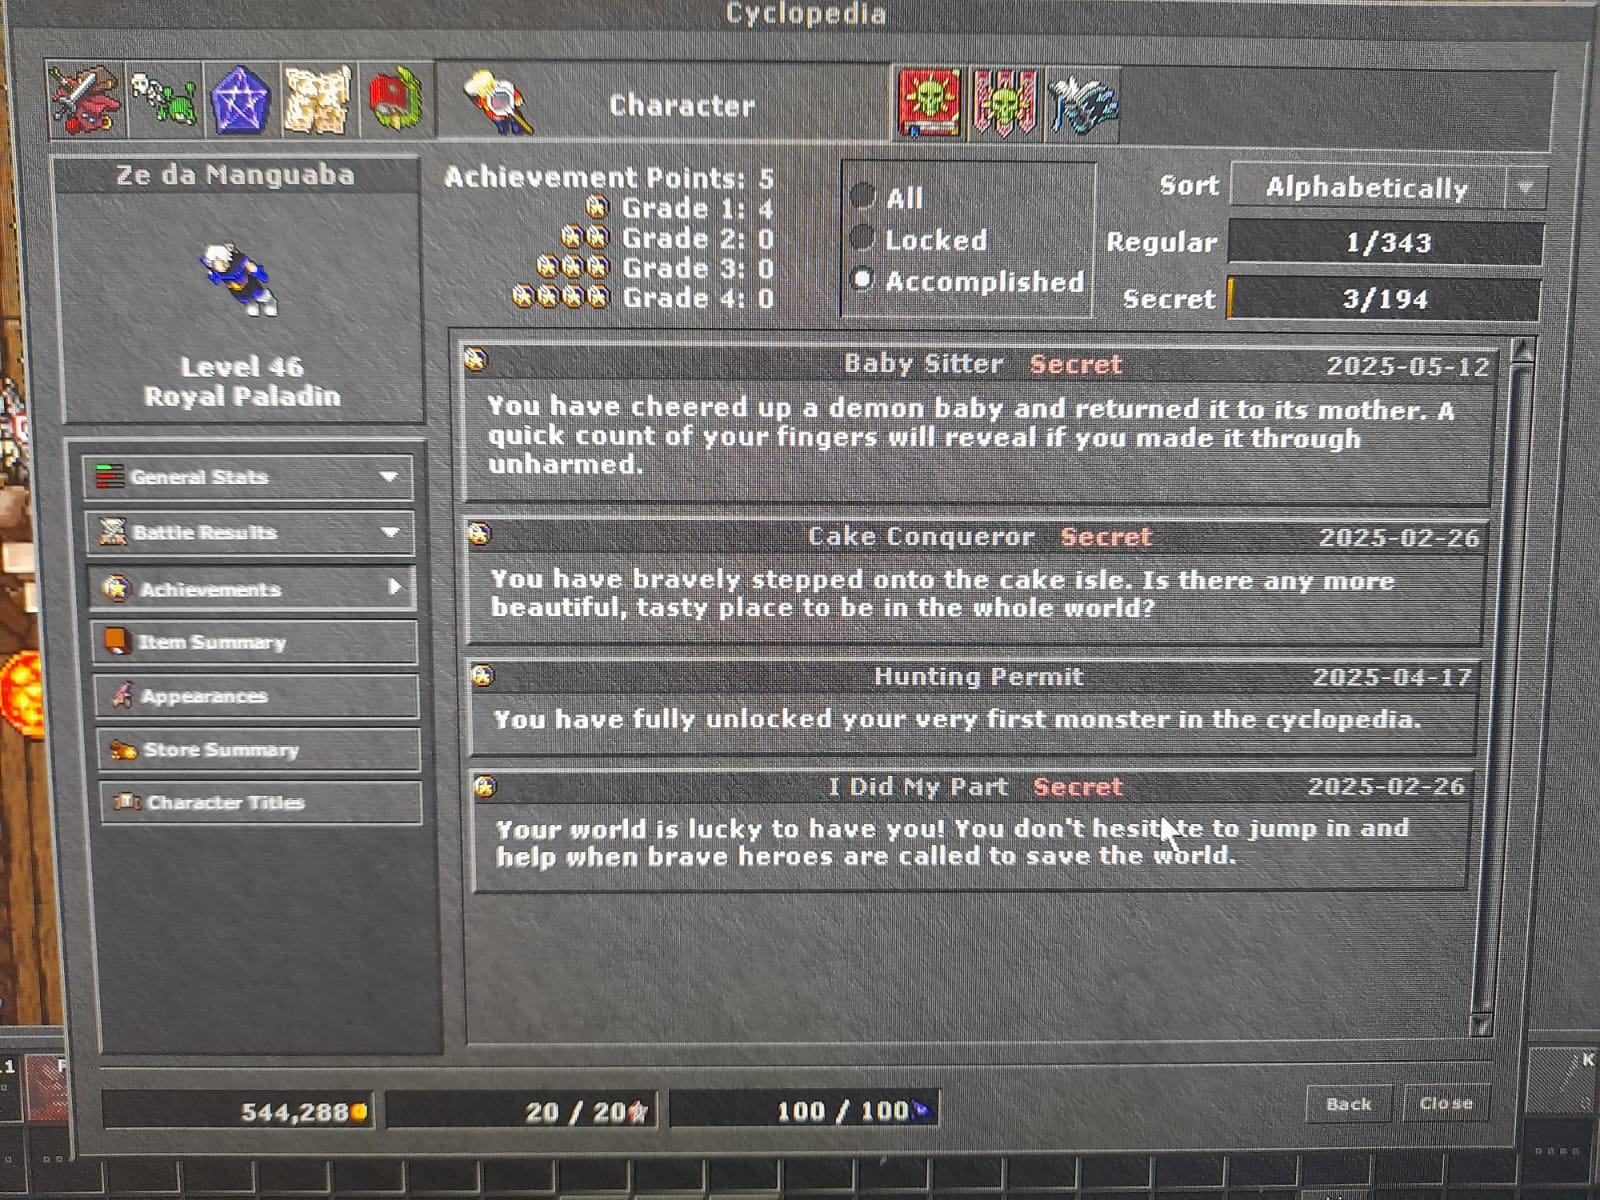 Cyclopedia
Character
Ze da Manguaba
Level 46
Royal Paladin
General Stats
Battle Results
Achievements
Item Summary
Appearances
Store Summary
Character Titles
Achievement Points: 5
Grade 1: 4
Grade 2: 0
Grade 3: 0
Grade 4: 0
All
Locked
Accomplished
Sort Alphabetically
Regular 1/343
Secret 3/194
Baby Sitter Secret 2025-05-12
You have cheered up a demon baby and returned it to its mother. A
quick count of your fingers will reveal if you made it through
unharmed.
Cake Conqueror Secret 2025-02-26
You have bravely stepped onto the cake isle. Is there any more
beautiful, tasty place to be in the whole world?
Hunting Permit 2025-04-17
You have fully unlocked your very first monster in the cyclopedia.
I Did My Part Secret 2025-02-26
Your world is lucky to have you! You don't hesitate to jump in and
help when brave heroes are called to save the world.
544,288
20 / 20
100 / 100
Back
Close
K